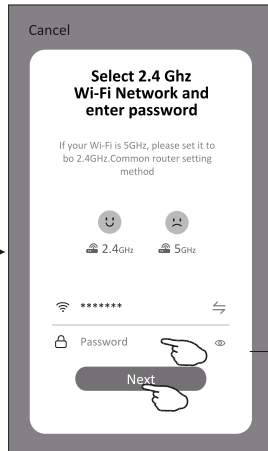 Cancel
Select 2.4 Ghz
Wi-Fi Network and
enter password
If your Wi-Fi is 5GHz, please set it to
bo 2.4GHz.Common router setting
method
2.4GHz 5GHz
*******
Password
Next